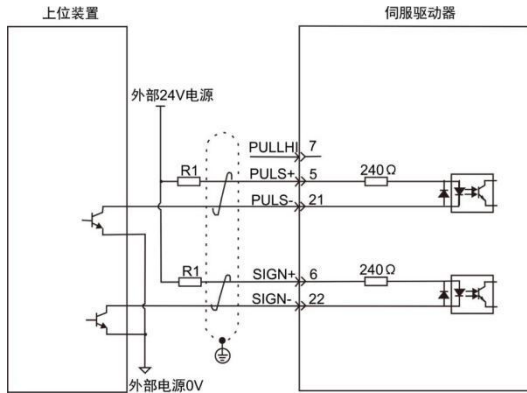 上位装置
伺服驱动器
外部24V电源
PULLHI 7
R1 PULS+ 5 240Ω
PULS- 21
R1 SIGN+ 6 240Ω
SIGN- 22
外部电源0V